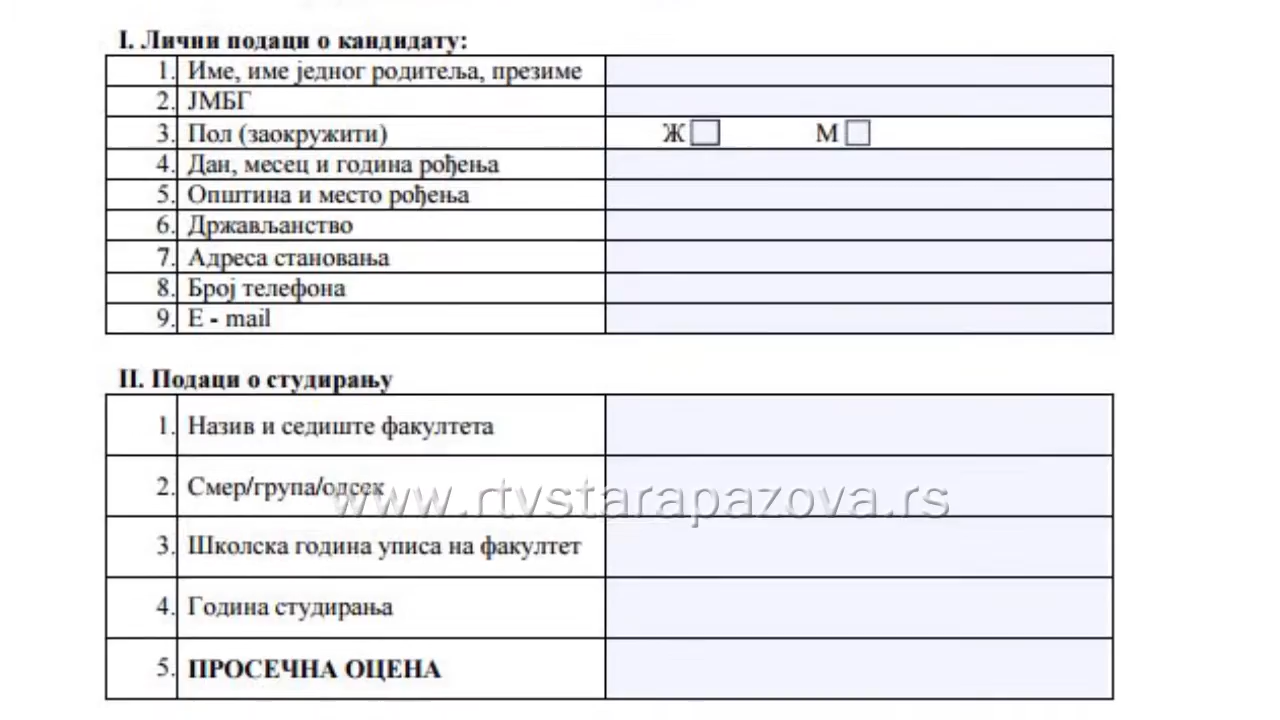 I. Лични подаци о кандидату:
1. Име, име једног родитеља, презиме
2. ЈМБГ
3. Пол (заокружити) Ж М
4. Дан, месец и година рођења
5. Општина и место рођења
6. Држављанство
7. Адреса становања
8. Број телефона
9. Е - mail
II. Подаци о студирању
1. Назив и седиште факултета
2. Смер/група/одсек
www.rtvstarapazova.rs
3. Школска година уписа на факултет
4. Година студирања
5. ПРОСЕЧНА ОЦЕНА